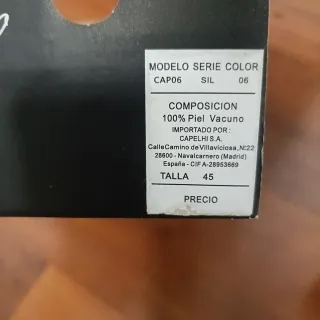 MODELO SERIE COLOR
CAP06 SIL 06
COMPOSICION
100% Piel Vacuno
IMPORTADO POR :
CAPELHI S.A.
Calle Camino de Villaviciosa, Nº22
28600 - Navalcarnero (Madrid)
España - CIF A-28953669
TALLA 45
PRECIO